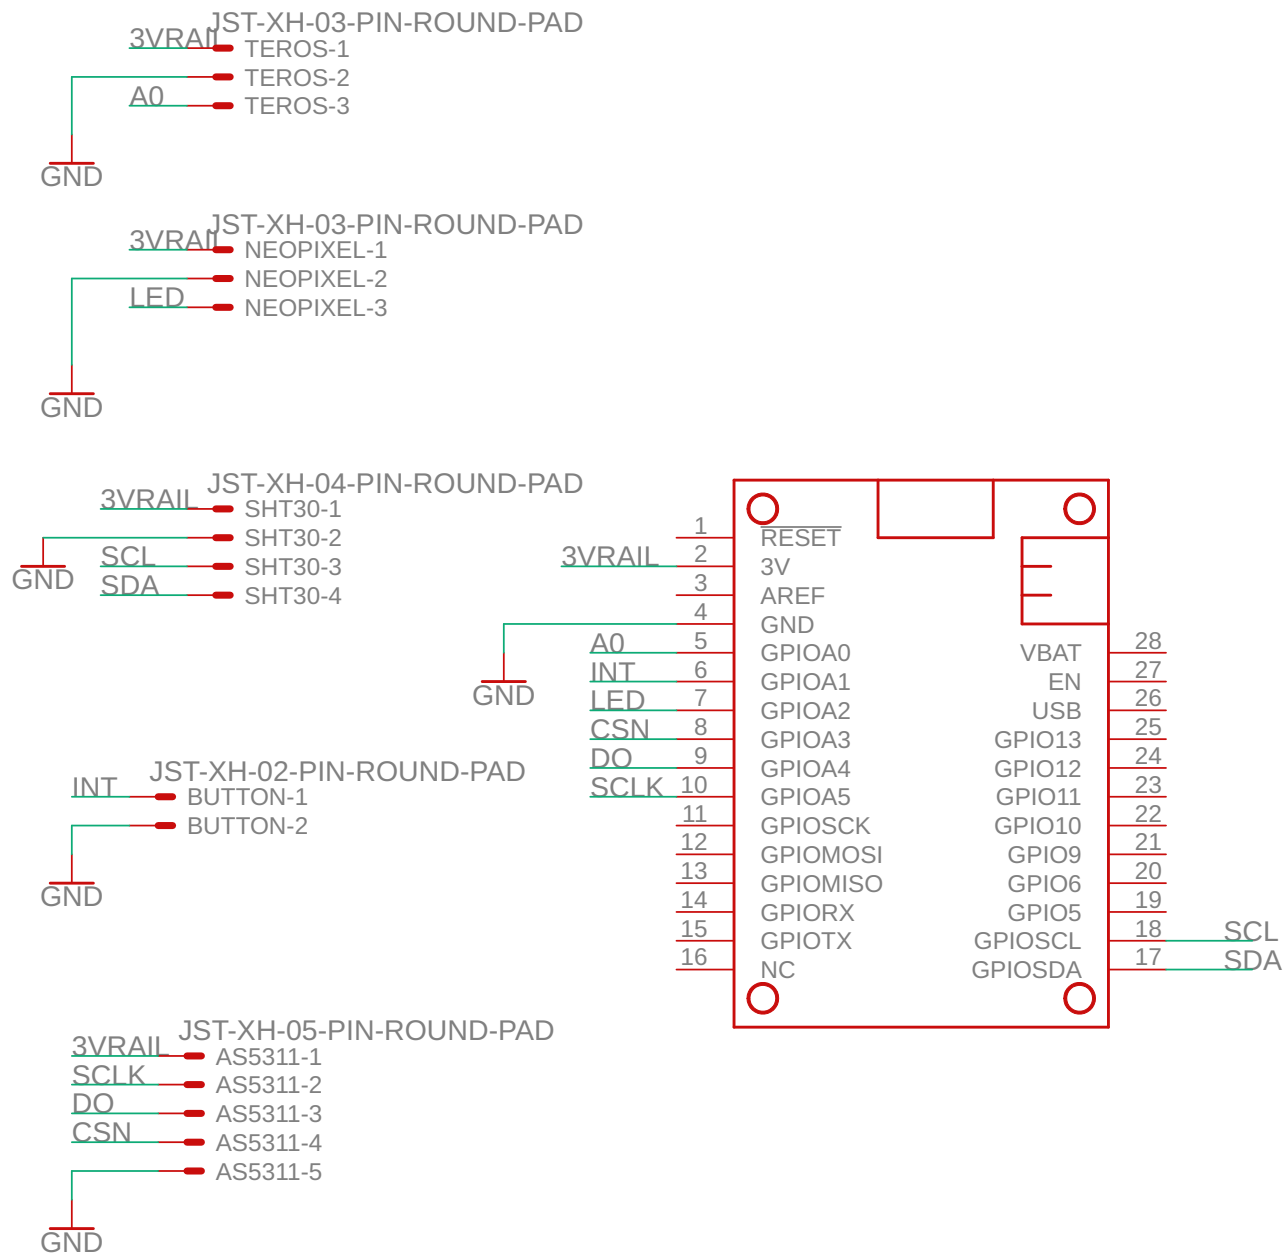 JST-XH-03-PIN-ROUND-PAD
3VRAIL TEROS-1
TEROS-2
A0 TEROS-3
GND
JST-XH-03-PIN-ROUND-PAD
3VRAIL NEOPIXEL-1
NEOPIXEL-2
LED NEOPIXEL-3
GND
JST-XH-04-PIN-ROUND-PAD
3VRAIL SHT30-1
SHT30-2
GND
SCL SHT30-3
SDA SHT30-4
JST-XH-02-PIN-ROUND-PAD
INT BUTTON-1
BUTTON-2
GND
JST-XH-05-PIN-ROUND-PAD
3VRAIL AS5311-1
SCLK AS5311-2
DO AS5311-3
CSN AS5311-4
AS5311-5
GND
1 RESET
3VRAIL 2 3V
3 AREF
4 GND
GND
A0 5 GPIOA0
INT 6 GPIOA1
LED 7 GPIOA2
CSN 8 GPIOA3
DO 9 GPIOA4
SCLK 10 GPIOA5
11 GPIOSCK
12 GPIOMOSI
13 GPIOMISO
14 GPIORX
15 GPIOTX
16 NC
VBAT 28
EN 27
USB 26
GPIO13 25
GPIO12 24
GPIO11 23
GPIO10 22
GPIO9 21
GPIO6 20
GPIO5 19
GPIOSCL 18 SCL
GPIOSDA 17 SDA